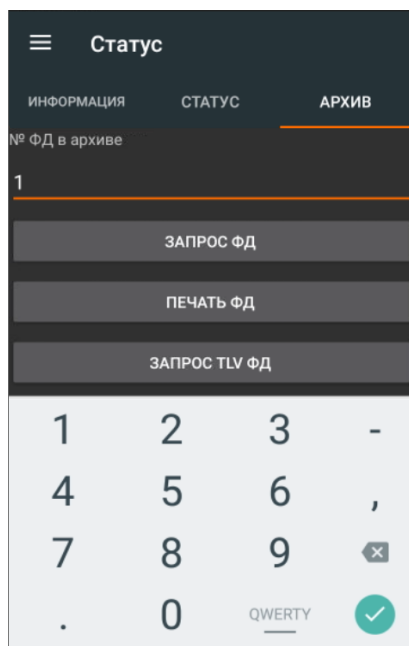 Статус
ИНФОРМАЦИЯ СТАТУС АРХИВ
№ ФД в архиве
1
ЗАПРОС ФД
ПЕЧАТЬ ФД
ЗАПРОС TLV ФД
1 2 3 -
4 5 6 ,
7 8 9
. 0 QWERTY